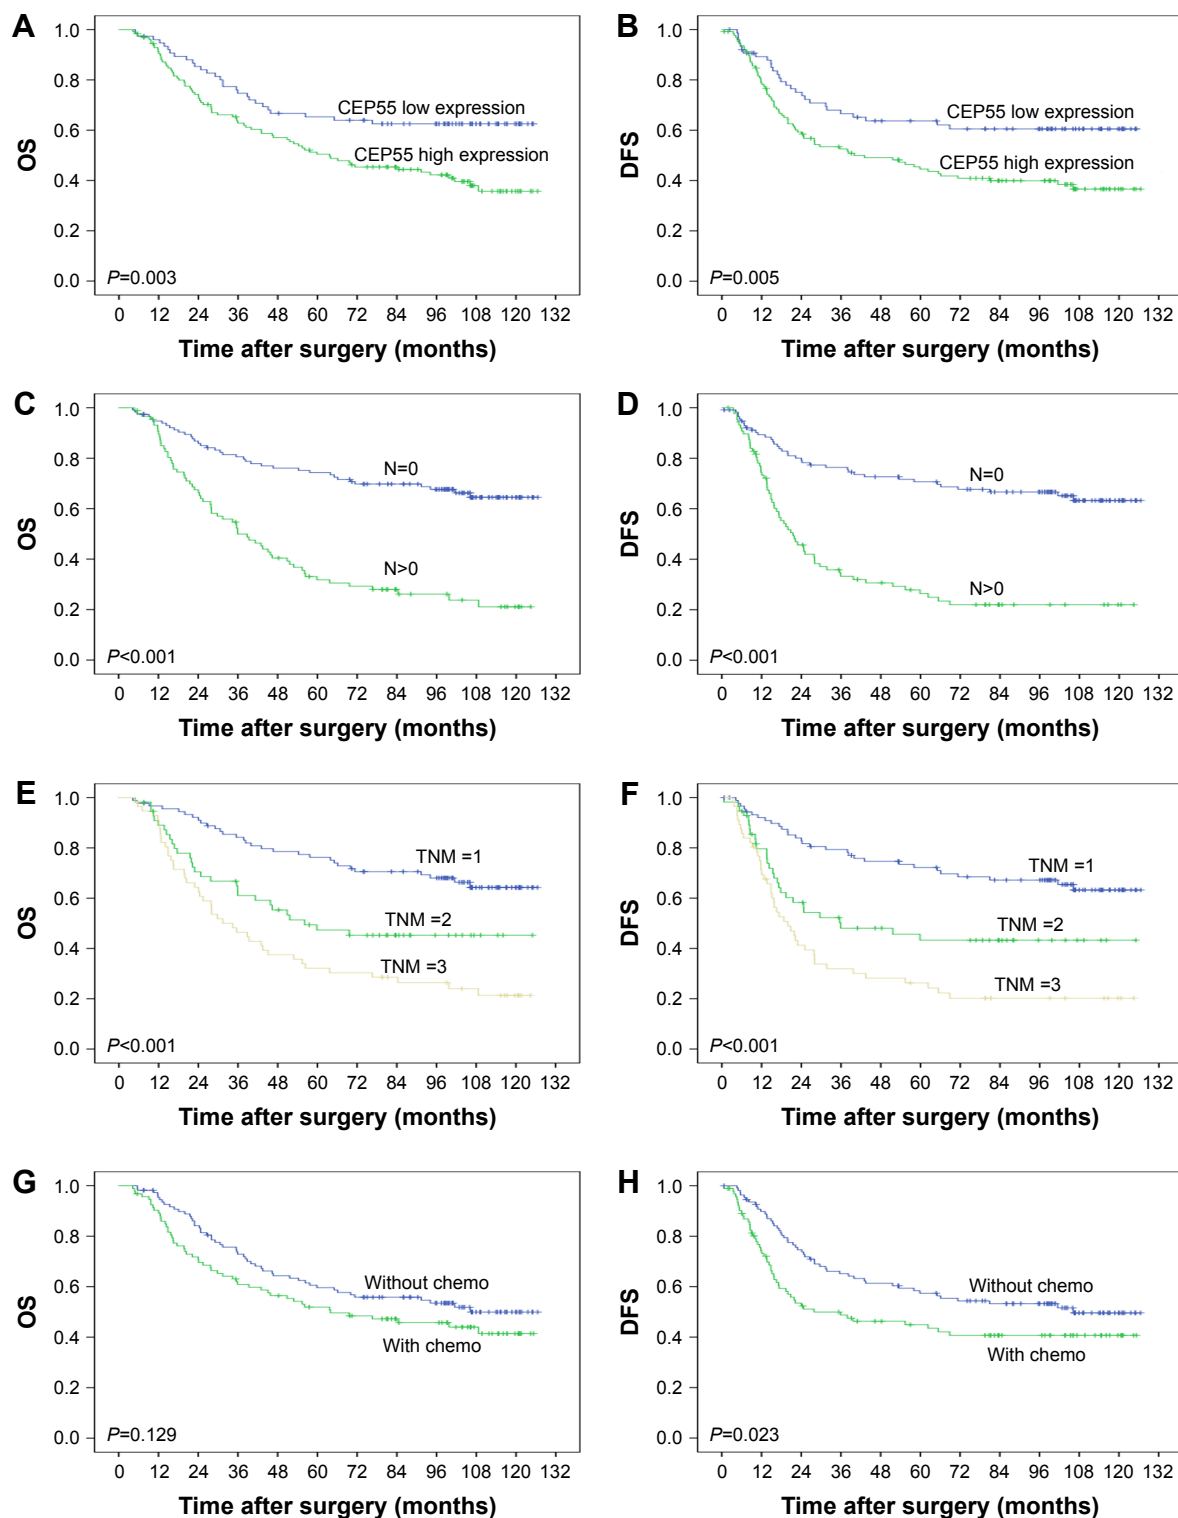 A
OS
1.0
0.8
0.6
0.4
0.2
0.0
CEP55 low expression
CEP55 high expression
P=0.003
0 12 24 36 48 60 72 84 96 108 120 132
Time after surgery (months)
B
DFS
1.0
0.8
0.6
0.4
0.2
0.0
CEP55 low expression
CEP55 high expression
P=0.005
0 12 24 36 48 60 72 84 96 108 120 132
Time after surgery (months)
C
OS
1.0
0.8
0.6
0.4
0.2
0.0
N=0
N>0
P<0.001
0 12 24 36 48 60 72 84 96 108 120 132
Time after surgery (months)
D
DFS
1.0
0.8
0.6
0.4
0.2
0.0
N=0
N>0
P<0.001
0 12 24 36 48 60 72 84 96 108 120 132
Time after surgery (months)
E
OS
1.0
0.8
0.6
0.4
0.2
0.0
TNM =1
TNM =2
TNM =3
P<0.001
0 12 24 36 48 60 72 84 96 108 120 132
Time after surgery (months)
F
DFS
1.0
0.8
0.6
0.4
0.2
0.0
TNM =1
TNM =2
TNM =3
P<0.001
0 12 24 36 48 60 72 84 96 108 120 132
Time after surgery (months)
G
OS
1.0
0.8
0.6
0.4
0.2
0.0
Without chemo
With chemo
P=0.129
0 12 24 36 48 60 72 84 96 108 120 132
Time after surgery (months)
H
DFS
1.0
0.8
0.6
0.4
0.2
0.0
Without chemo
With chemo
P=0.023
0 12 24 36 48 60 72 84 96 108 120 132
Time after surgery (months)